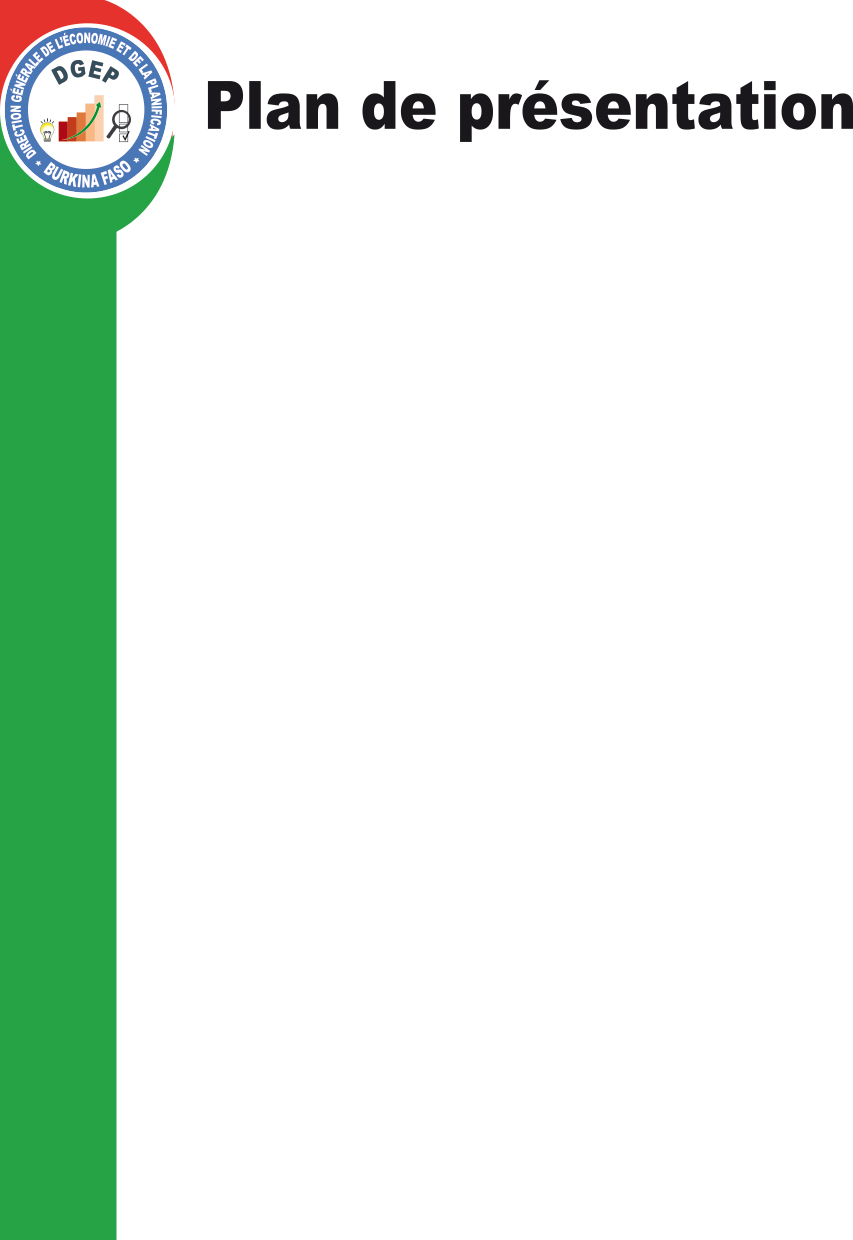 DIRECTION GÉNÉRALE DE L'ÉCONOMIE ET DE LA PLANIFICATION
DGEP
★ BURKINA FASO ★
Plan de présentation